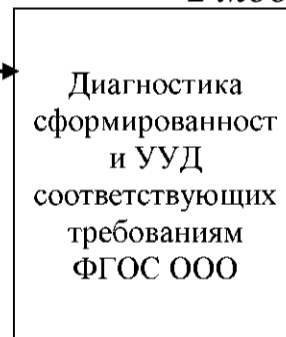 Диагностика
сформированност
и УУД
соответствующих
требованиям
ФГОС ООО